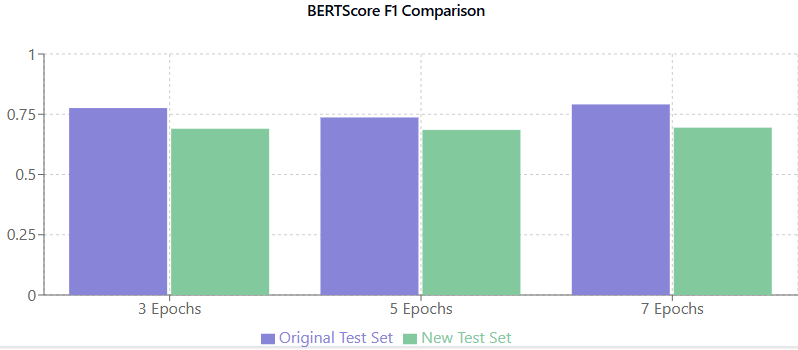 BERTScore F1 Comparison
1
0.75
0.5
0.25
0
3 Epochs 5 Epochs 7 Epochs
Original Test Set New Test Set